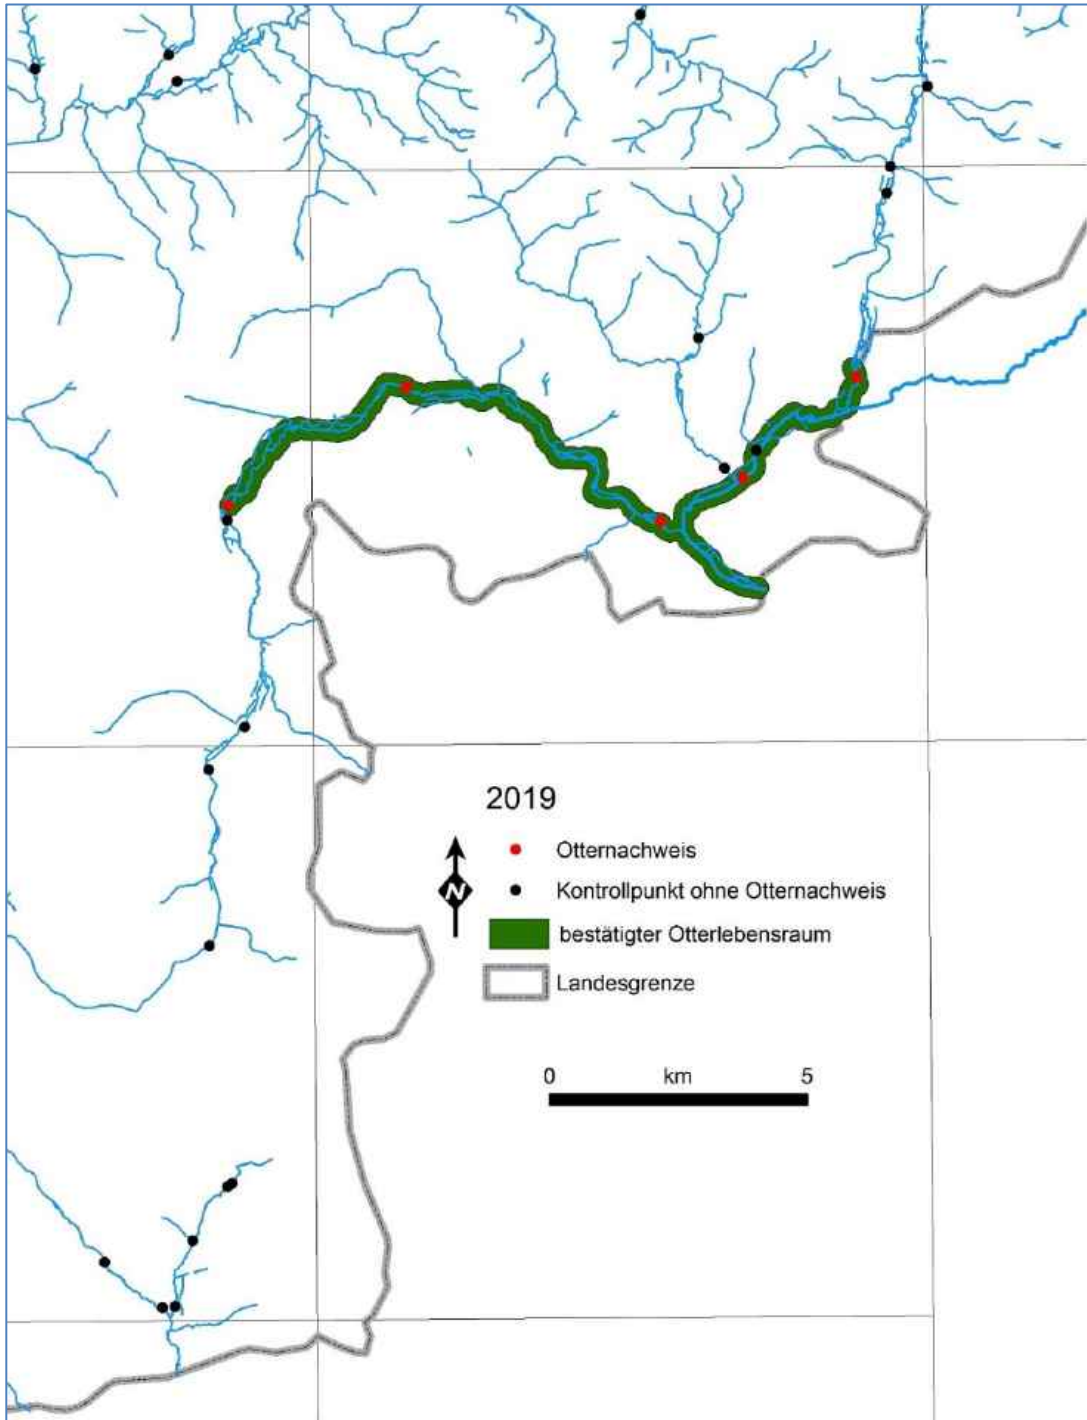 2019
Otternachweis
N
Kontrollpunkt ohne Otternachweis
bestätigter Otterlebensraum
Landesgrenze
0 km 5